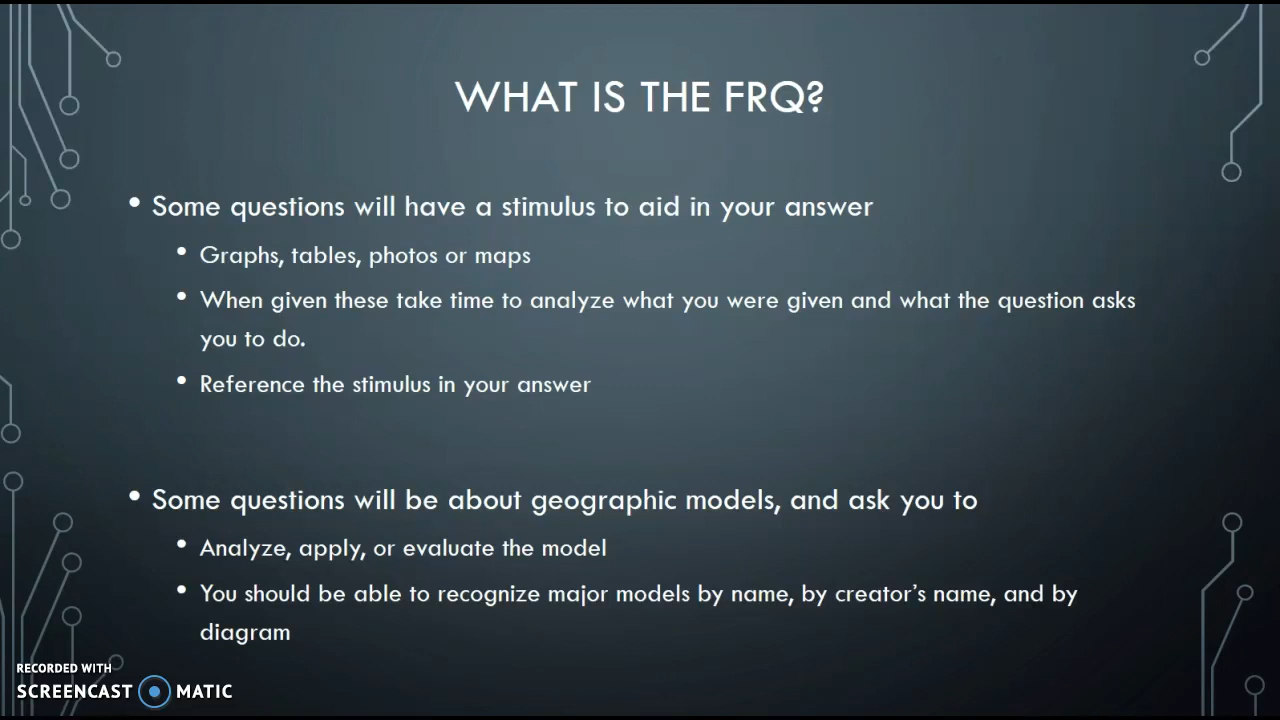 WHAT IS THE FRQ?
• Some questions will have a stimulus to aid in your answer
• Graphs, tables, photos or maps
• When given these take time to analyze what you were given and what the question asks
you to do.
• Reference the stimulus in your answer
• Some questions will be about geographic models, and ask you to
• Analyze, apply, or evaluate the model
• You should be able to recognize major models by name, by creator’s name, and by
diagram
RECORDED WITH
SCREENCAST MATIC